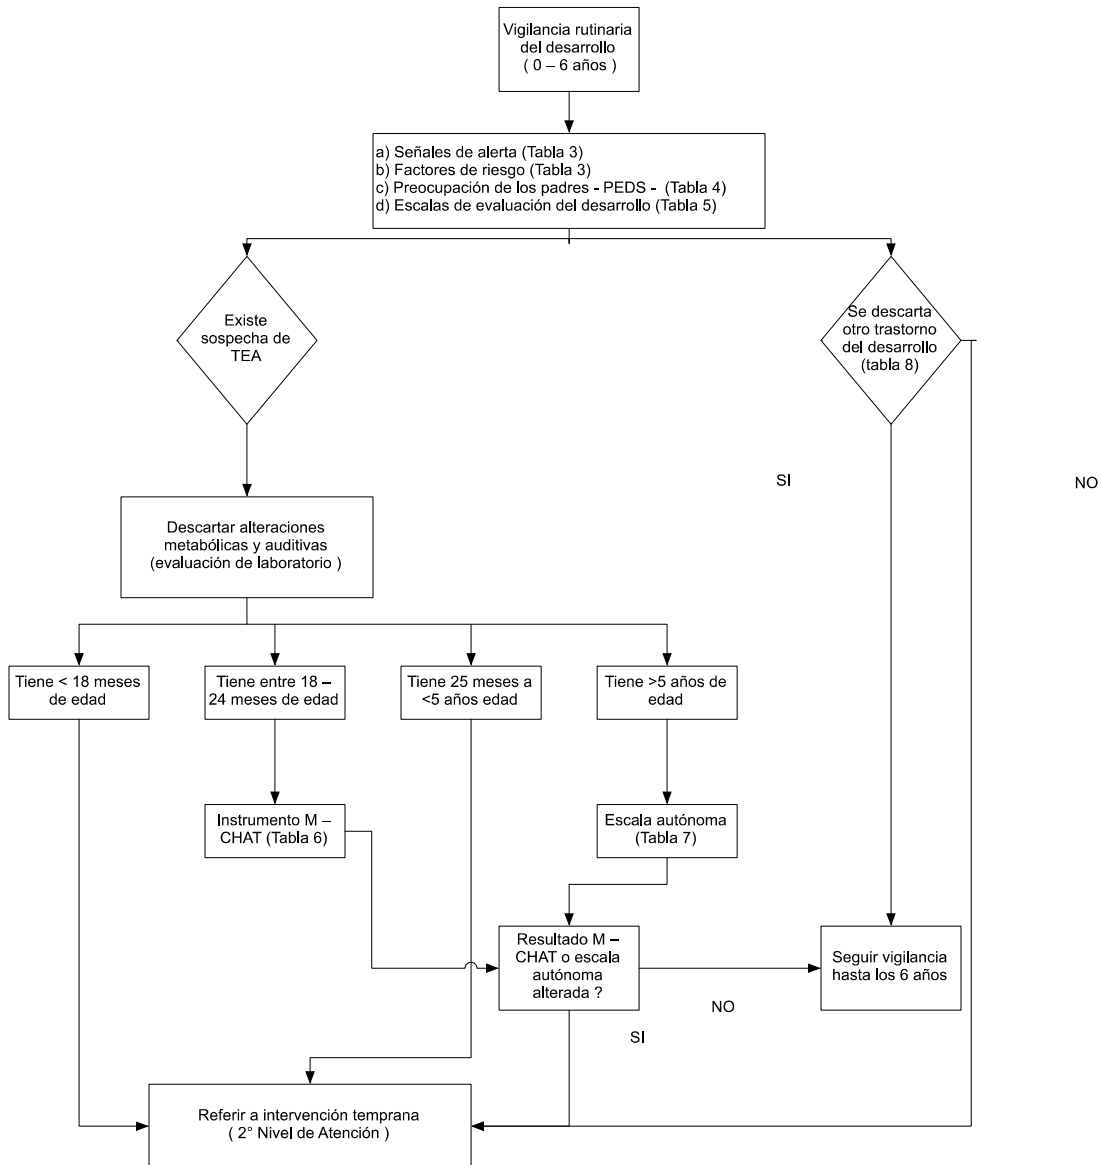 Vigilancia rutinaria
del desarrollo
( 0 – 6 años )
a) Señales de alerta (Tabla 3)
b) Factores de riesgo (Tabla 3)
c) Preocupación de los padres - PEDS - (Tabla 4)
d) Escalas de evaluación del desarrollo (Tabla 5)
Existe
sospecha de
TEA
Se descarta
otro trastorno
del desarrollo
(tabla 8)
SI
NO
Descartar alteraciones
metabólicas y auditivas
(evaluación de laboratorio )
Tiene < 18 meses
de edad
Tiene entre 18 –
24 meses de edad
Tiene 25 meses a
<5 años edad
Tiene >5 años de
edad
Instrumento M –
CHAT (Tabla 6)
Escala autónoma
(Tabla 7)
Resultado M –
CHAT o escala
autónoma
alterada ?
Seguir vigilancia
hasta los 6 años
NO
SI
Referir a intervención temprana
( 2° Nivel de Atención )